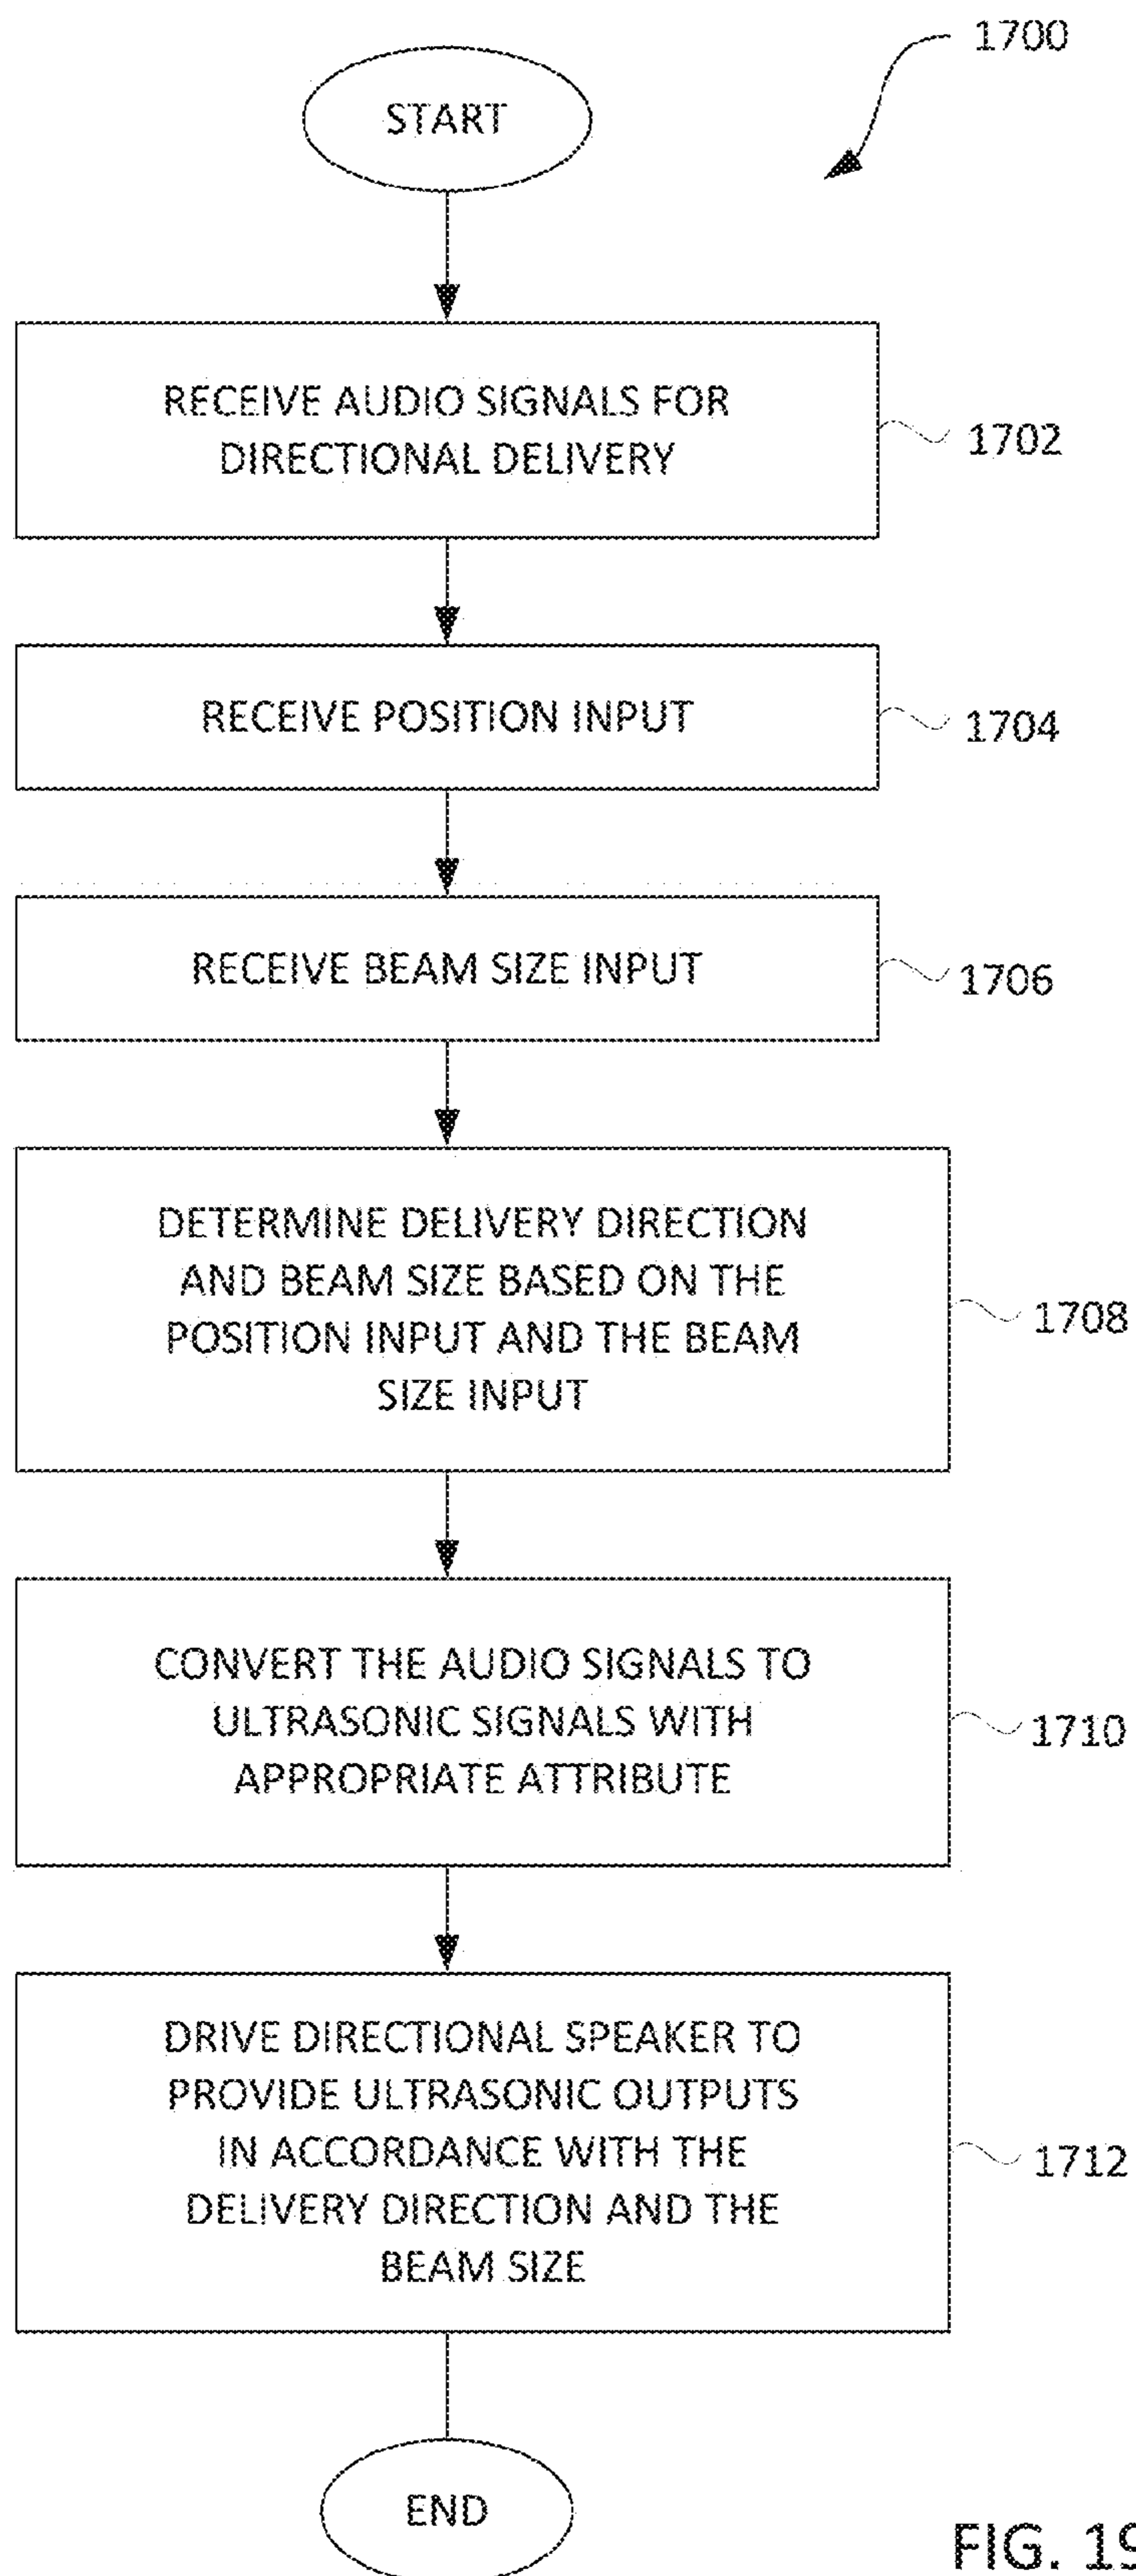 1700
START
RECEIVE AUDIO SIGNALS FOR
DIRECTIONAL DELIVERY
1702
RECEIVE POSITION INPUT
1704
RECEIVE BEAM SIZE INPUT
1706
DETERMINE DELIVERY DIRECTION
AND BEAM SIZE BASED ON THE
POSITION INPUT AND THE BEAM
SIZE INPUT
1708
CONVERT THE AUDIO SIGNALS TO
ULTRASONIC SIGNALS WITH
APPROPRIATE ATTRIBUTE
1710
DRIVE DIRECTIONAL SPEAKER TO
PROVIDE ULTRASONIC OUTPUTS
IN ACCORDANCE WITH THE
DELIVERY DIRECTION AND THE
BEAM SIZE
1712
END
FIG. 19